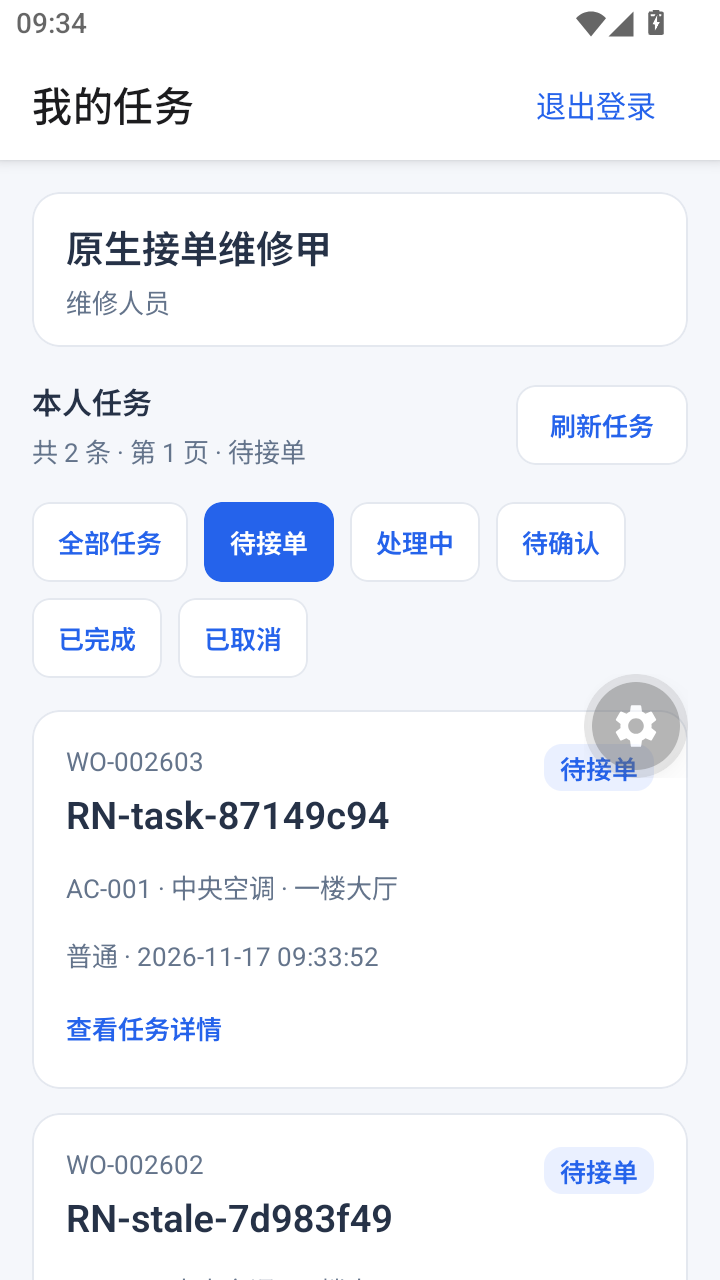 09:34
我的任务
退出登录
原生接单维修甲
维修人员
本人任务
共 2 条 · 第 1 页 · 待接单
刷新任务
全部任务
待接单
处理中
待确认
已完成
已取消
WO-002603
待接单
RN-task-87149c94
AC-001 · 中央空调 · 一楼大厅
普通 · 2026-11-17 09:33:52
查看任务详情
WO-002602
待接单
RN-stale-7d983f49